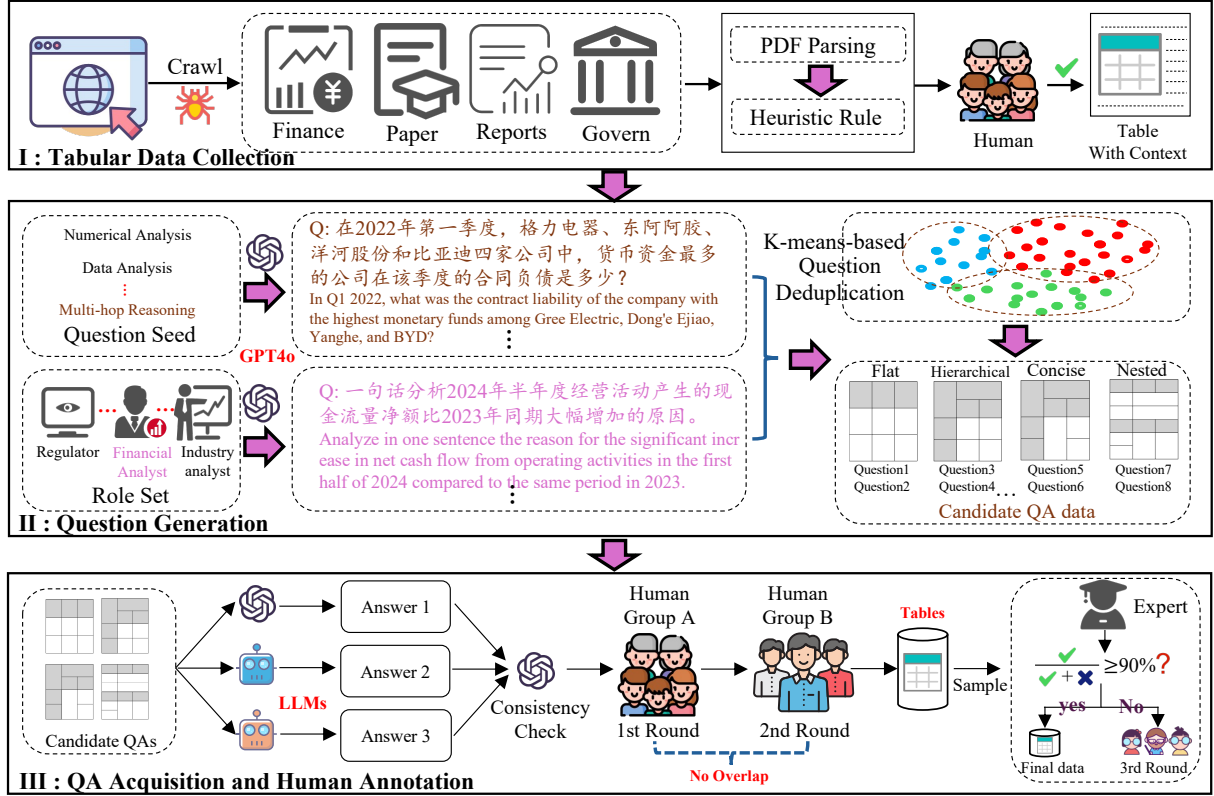 Crawl
Finance
Paper
Reports
Govern
PDF Parsing
Heuristic Rule
Human
Table
With Context
I : Tabular Data Collection
Numerical Analysis
Data Analysis
Multi-hop Reasoning
Question Seed
GPT4o
Regulator
Financial
Analyst
Industry
analyst
Role Set
Q: 在2022年第一季度，格力电器、东阿阿胶、
洋河股份和比亚迪四家公司中，货币资金最多
的公司在该季度的合同负债是多少？
In Q1 2022, what was the contract liability of the company with
the highest monetary funds among Gree Electric, Dong'e Ejiao,
Yanghe, and BYD?
Q: 一句话分析2024年半年度经营活动产生的现
金流量净额比2023年同期大幅增加的原因。
Analyze in one sentence the reason for the significant incr
ease in net cash flow from operating activities in the first
half of 2024 compared to the same period in 2023.
K-means-based
Question
Deduplication
Flat
Hierarchical
Concise
Nested
Question1
Question2
Question3
Question4
...
Question5
Question6
Question7
Question8
Candidate QA data
II : Question Generation
Candidate QAs
LLMs
Answer 1
Answer 2
Answer 3
Consistency
Check
Human
Group A
1st Round
Human
Group B
2nd Round
No Overlap
Tables
Sample
Expert
+
≥90%?
yes
No
Final data
3rd Round
III : QA Acquisition and Human Annotation